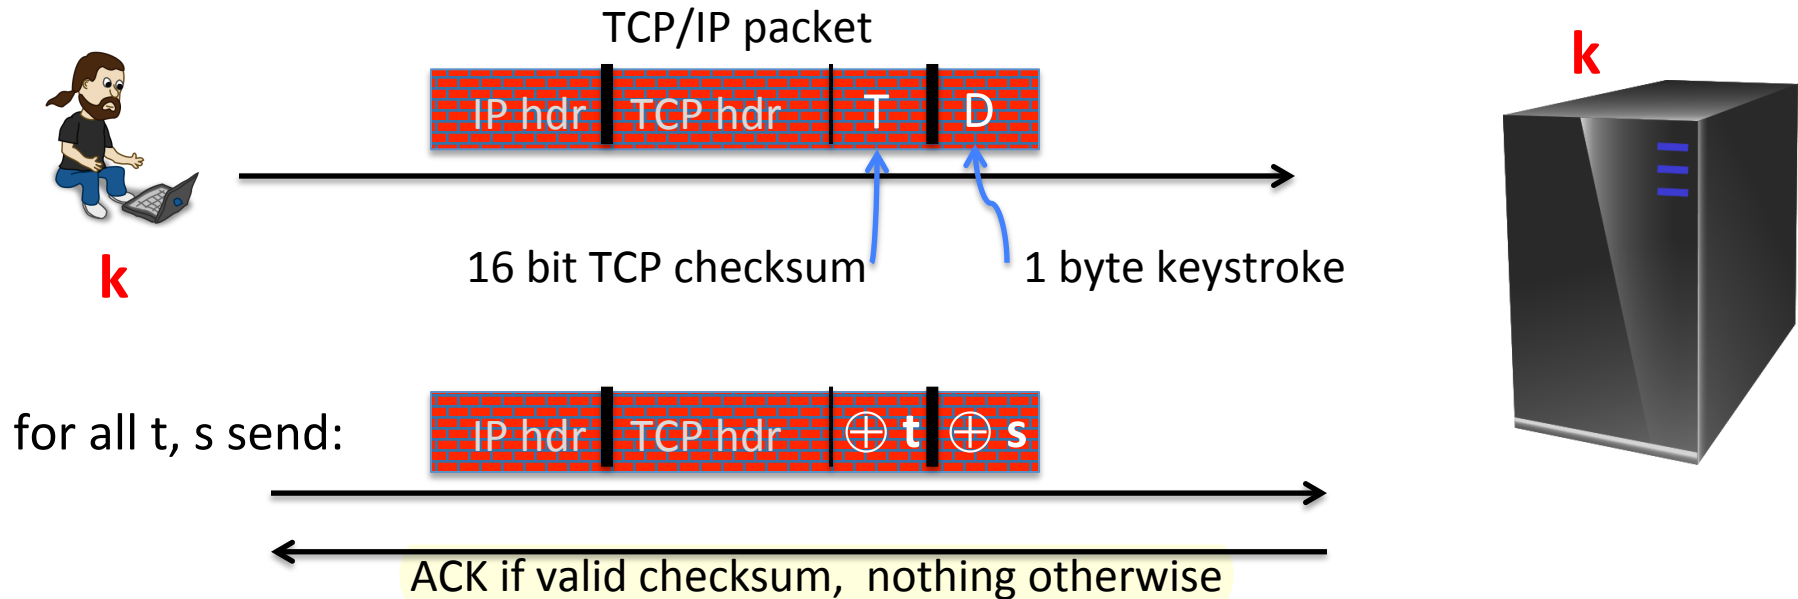 TCP/IP packet
k
IP hdr TCP hdr T D
16 bit TCP checksum 1 byte keystroke
k
for all t, s send: IP hdr TCP hdr ⊕ t ⊕ s
ACK if valid checksum, nothing otherwise